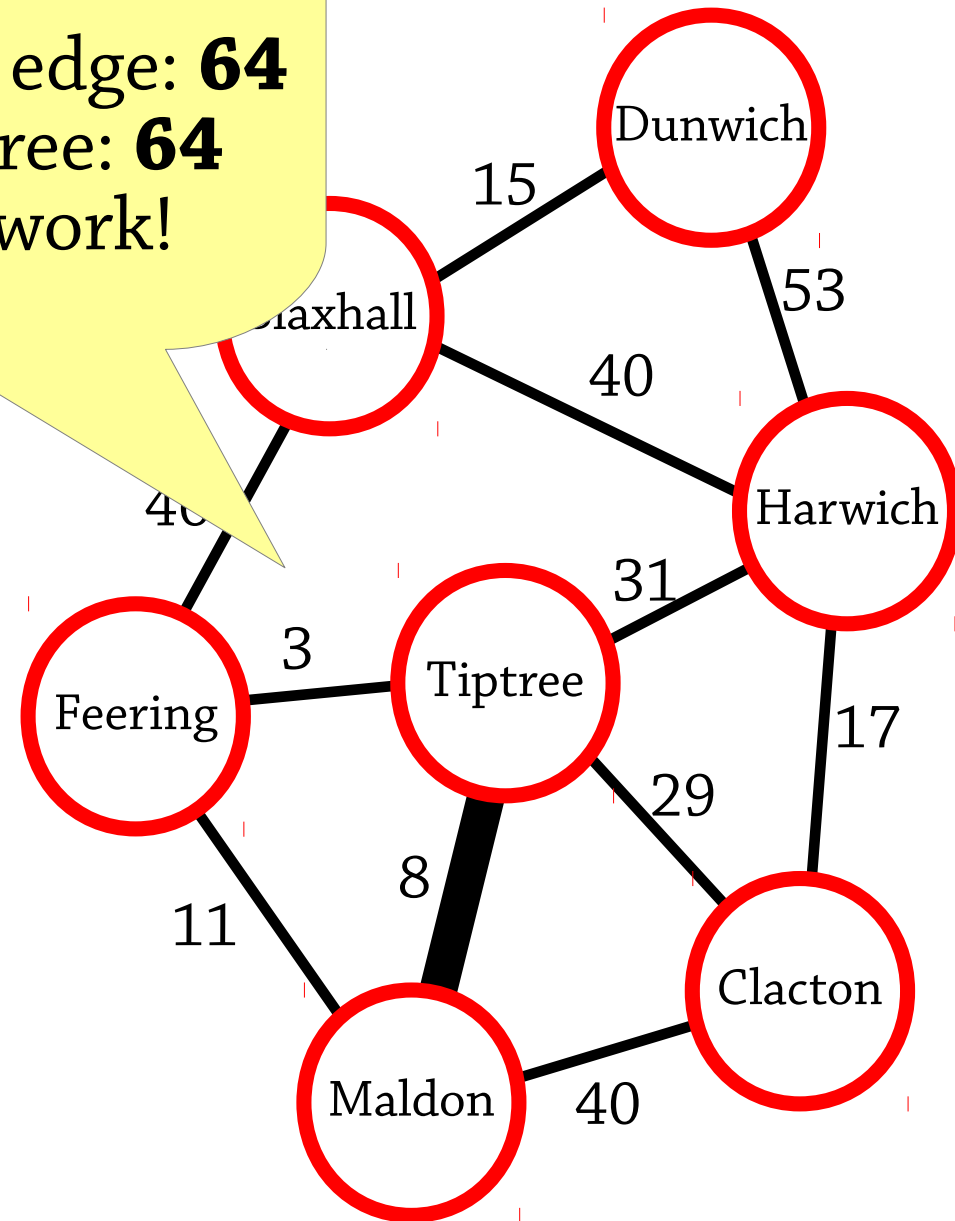 edge: 64
ree: 64
work!
Dunwich
15
53
laxhall
40
Harwich
31
3
Tiptree
Feering
17
29
8
11
Clacton
Maldon
40